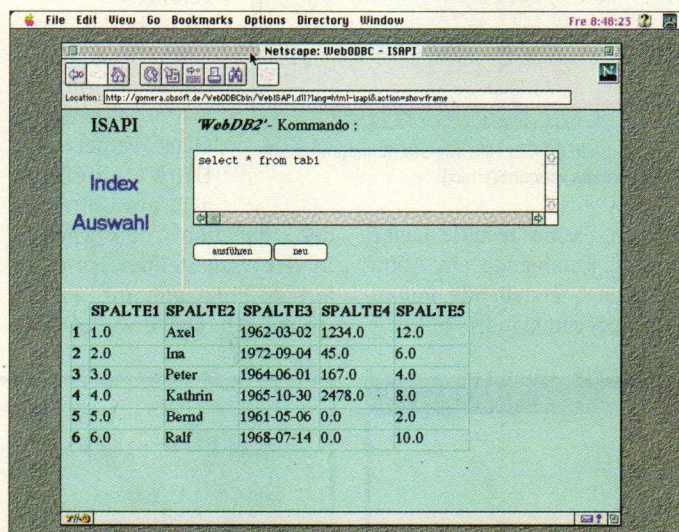 File Edit View Go Bookmarks Options Directory Window Fre 8:48:23
Netscape: WebODBC - ISAPI
N
Location: http://gomera.obsoft.de/WebODBCbin/WebISAPI.dll?lang=html-isapi&action=showframe
ISAPI
Index
Auswahl
'WebDB2'- Kommando :
select * from tab1
ausführen neu
SPALTE1 SPALTE2 SPALTE3 SPALTE4 SPALTE5
1 1.0 Axel 1962-03-02 1234.0 12.0
2 2.0 Ina 1972-09-04 45.0 6.0
3 3.0 Peter 1964-06-01 167.0 4.0
4 4.0 Kathrin 1965-10-30 2478.0 8.0
5 5.0 Bernd 1961-05-06 0.0 2.0
6 6.0 Ralf 1968-07-14 0.0 10.0